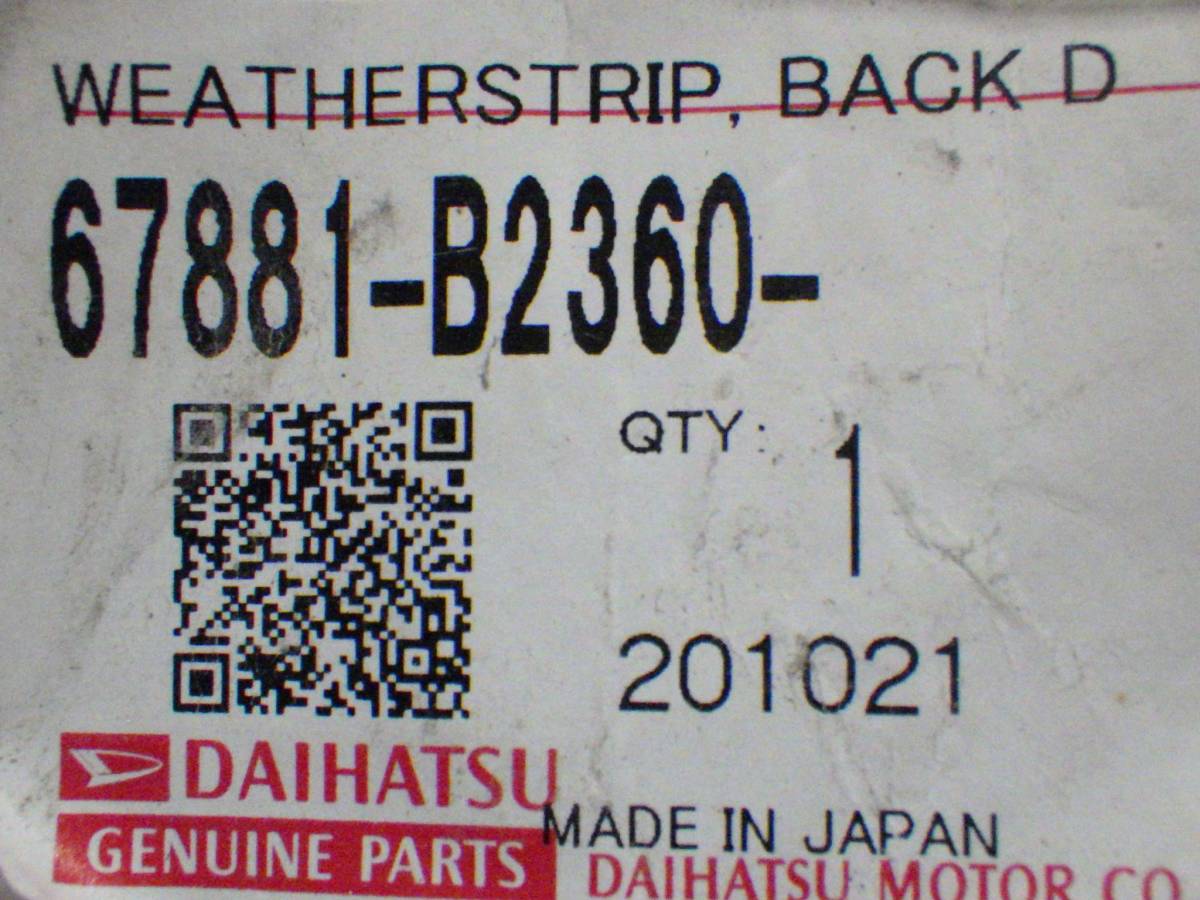 WEATHERSTRIP, BACK D
67881-B2360-
QTY: 1
201021
DAIHATSU
GENUINE PARTS
MADE IN JAPAN
DAIHATSU MOTOR CO